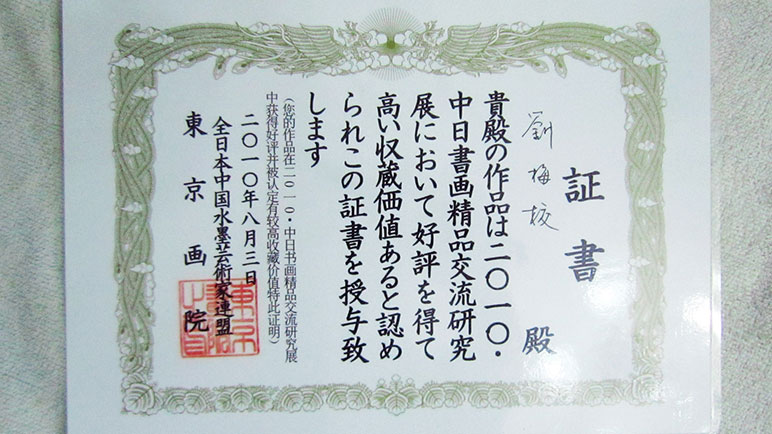 証書
劉梅校 殿
貴殿の作品は二〇一〇・
中日書画精品交流研究
展において好評を得て
高い収蔵価値あると認め
られこの証書を授与致
します
(您的作品在二〇一〇・中日书画精品交流研究展
中获得好评并被认定有较高收藏价值特此证明)
二〇一〇年八月三日
全日本中国水墨芸術家連盟
東京画院